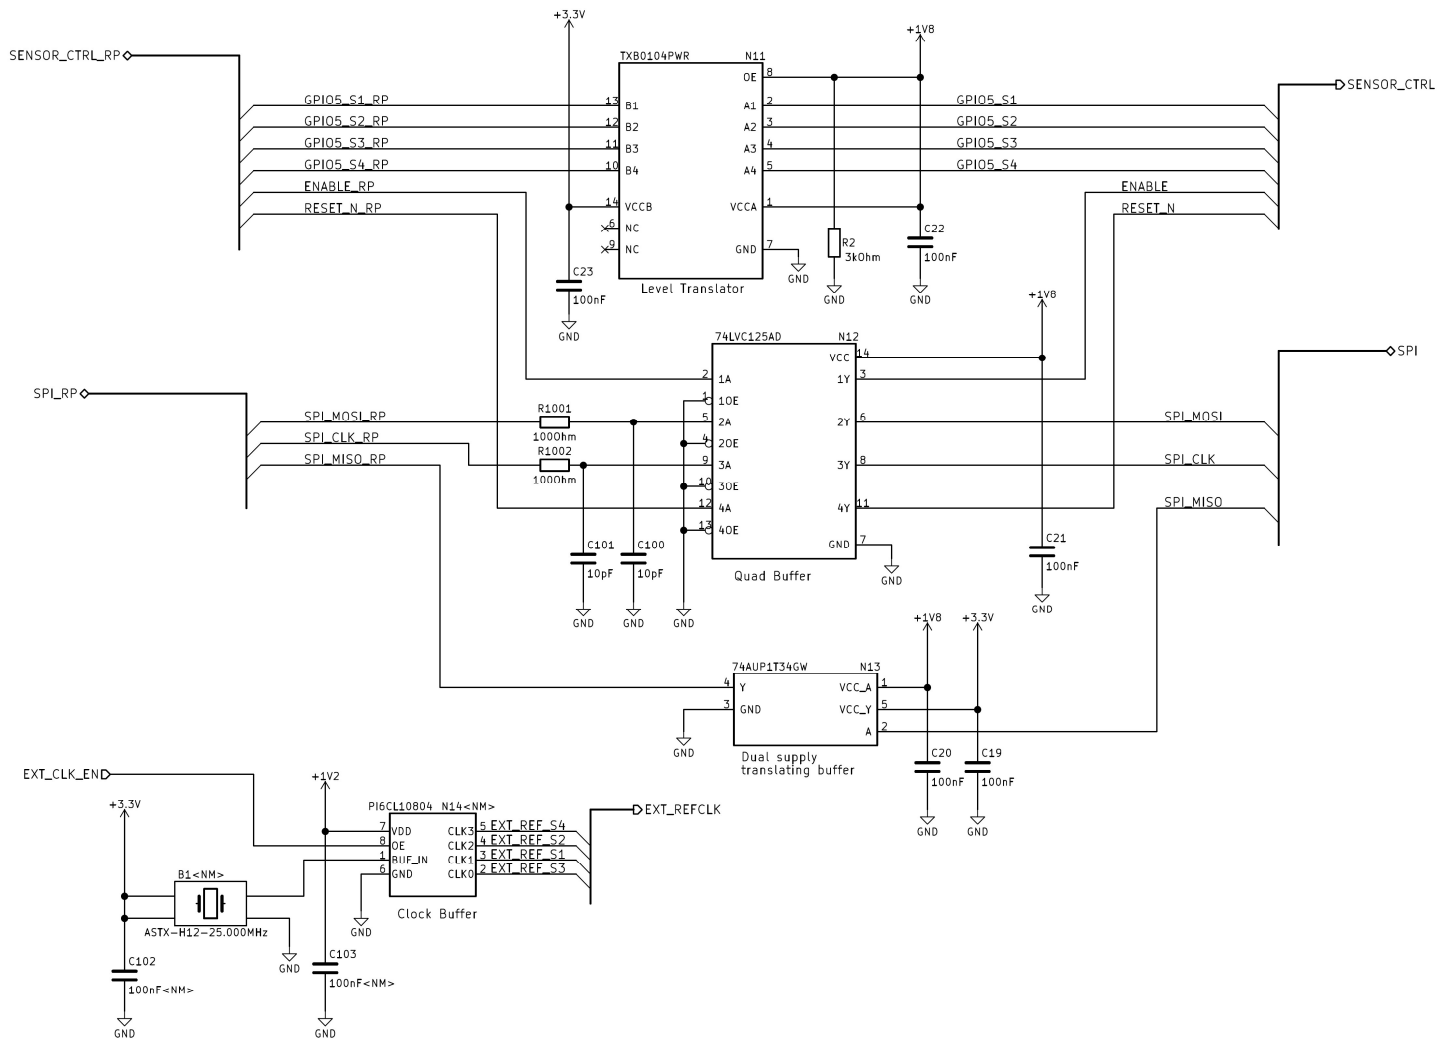 +3.3V
+1V8
SENSOR_CTRL_RP
TXB0104PWR N11
SENSOR_CTRL
OE 8
GPIO5_S1_RP 13 B1 A1 2 GPIO5_S1
GPIO5_S2_RP 12 B2 A2 3 GPIO5_S2
GPIO5_S3_RP 11 B3 A3 4 GPIO5_S3
GPIO5_S4_RP 10 B4 A4 5 GPIO5_S4
ENABLE_RP ENABLE
RESET_N_RP 14 VCCB VCCA 1 RESET_N
6 NC
9 NC GND 7
R2
3kOhm
C22
100nF
GND
GND
GND
C23
100nF
GND
Level Translator
+1V8
74LVC125AD N12
VCC 14
2 1A 1Y 3
1 1OE
5 2A 2Y 6
4 2OE
9 3A 3Y 8
10 3OE
12 4A 4Y 11
13 4OE
GND 7
GND
Quad Buffer
SPI
SPI_RP
SPI_MOSI_RP
SPI_CLK_RP
SPI_MISO_RP
R1001
100Ohm
R1002
100Ohm
SPI_MOSI
SPI_CLK
SPI_MISO
C101
10pF
C100
10pF
GND
GND
GND
C21
100nF
GND
+1V8
+3.3V
74AUP1T34GW N13
4 Y VCC_A 1
3 GND VCC_Y 5
A 2
GND
Dual supply
translating buffer
C20
100nF
C19
100nF
GND
GND
EXT_CLK_EN
+3.3V
+1V2
PI6CL10804 N14<NM>
EXT_REFCLK
7 VDD CLK3 5 EXT_REF_S4
8 OE CLK2 4 EXT_REF_S2
1 BUF_IN CLK1 3 EXT_REF_S1
6 GND CLK0 2 EXT_REF_S3
B1<NM>
ASTX-H12-25.000MHz
Clock Buffer
GND
GND
C102
100nF<NM>
C103
100nF<NM>
GND
GND